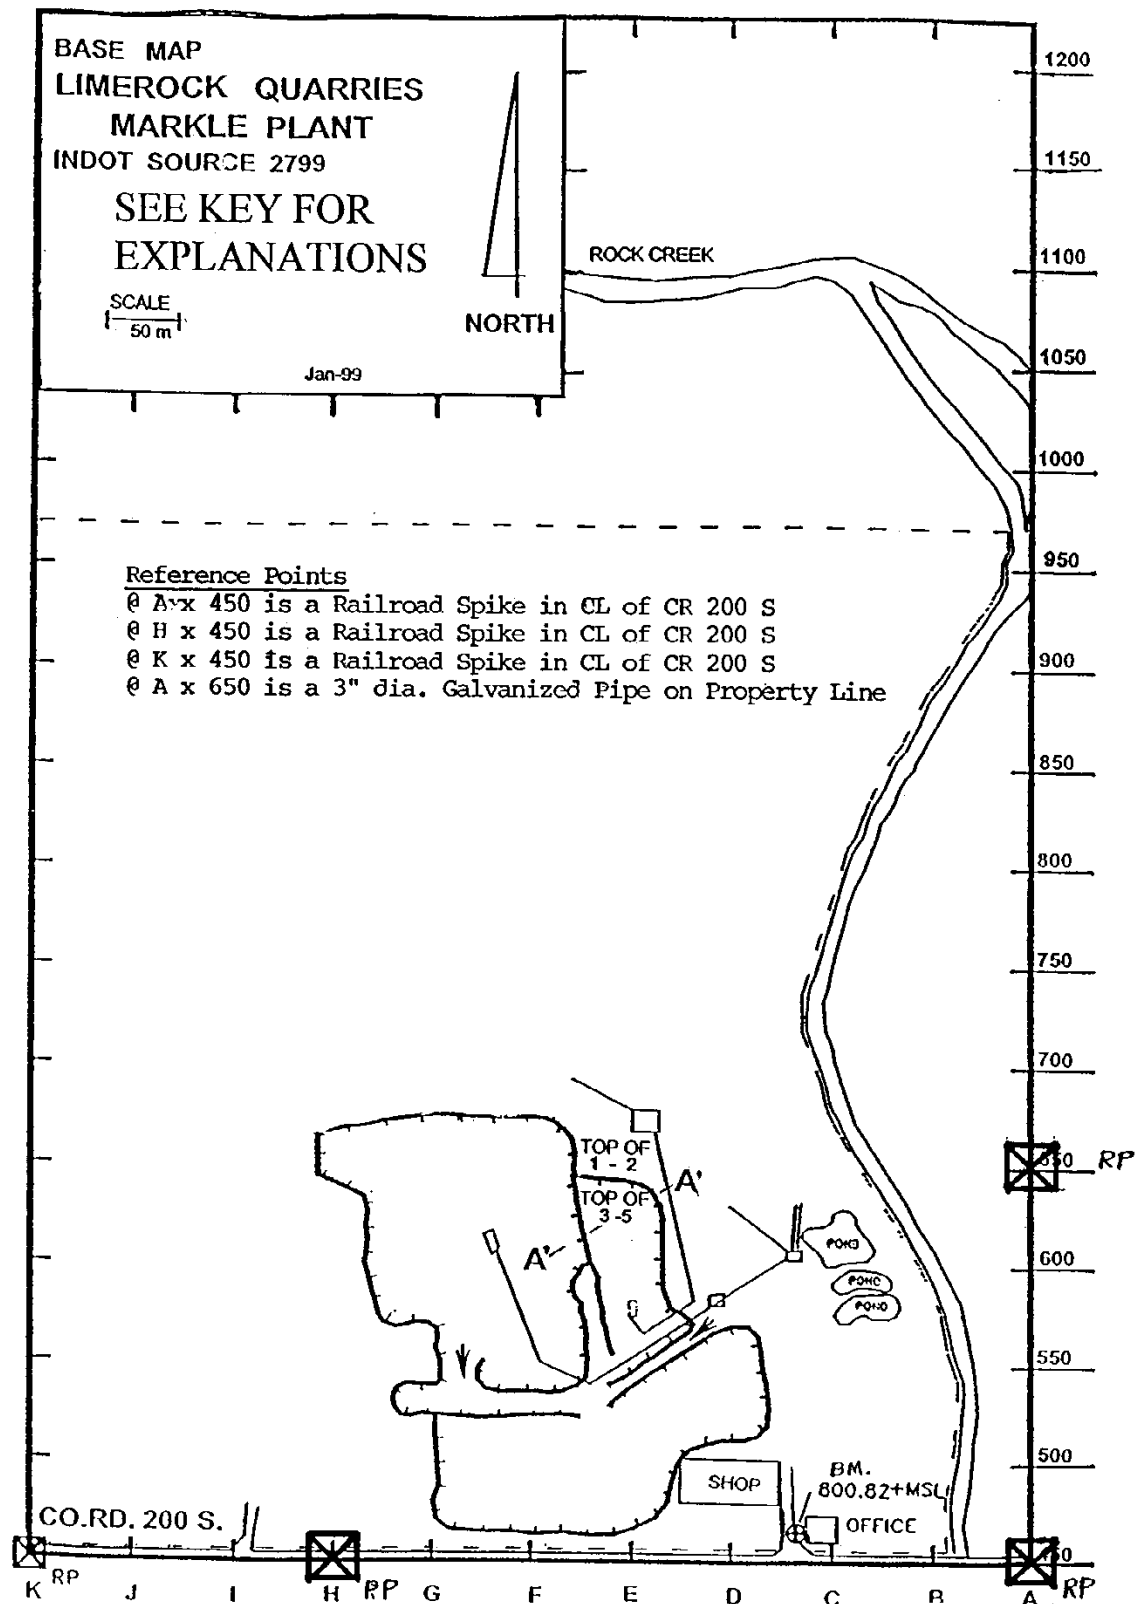 BASE MAP
LIMEROCK QUARRIES
MARKLE PLANT
INDOT SOURCE 2799
SEE KEY FOR
EXPLANATIONS
SCALE
50 m
NORTH
Jan-99
ROCK CREEK
1200
1150
1100
1050
1000
950
900
850
800
750
700
650 RP
600
550
500
450
Reference Points
@ A x 450 is a Railroad Spike in CL of CR 200 S
@ H x 450 is a Railroad Spike in CL of CR 200 S
@ K x 450 is a Railroad Spike in CL of CR 200 S
@ A x 650 is a 3" dia. Galvanized Pipe on Property Line
TOP OF
1 - 2
TOP OF
3 -5
A'
A'
POND
POND
POND
SHOP
BM.
800.82+MSL
OFFICE
CO.RD. 200 S.
K RP J I H RP G F E D C B A RP